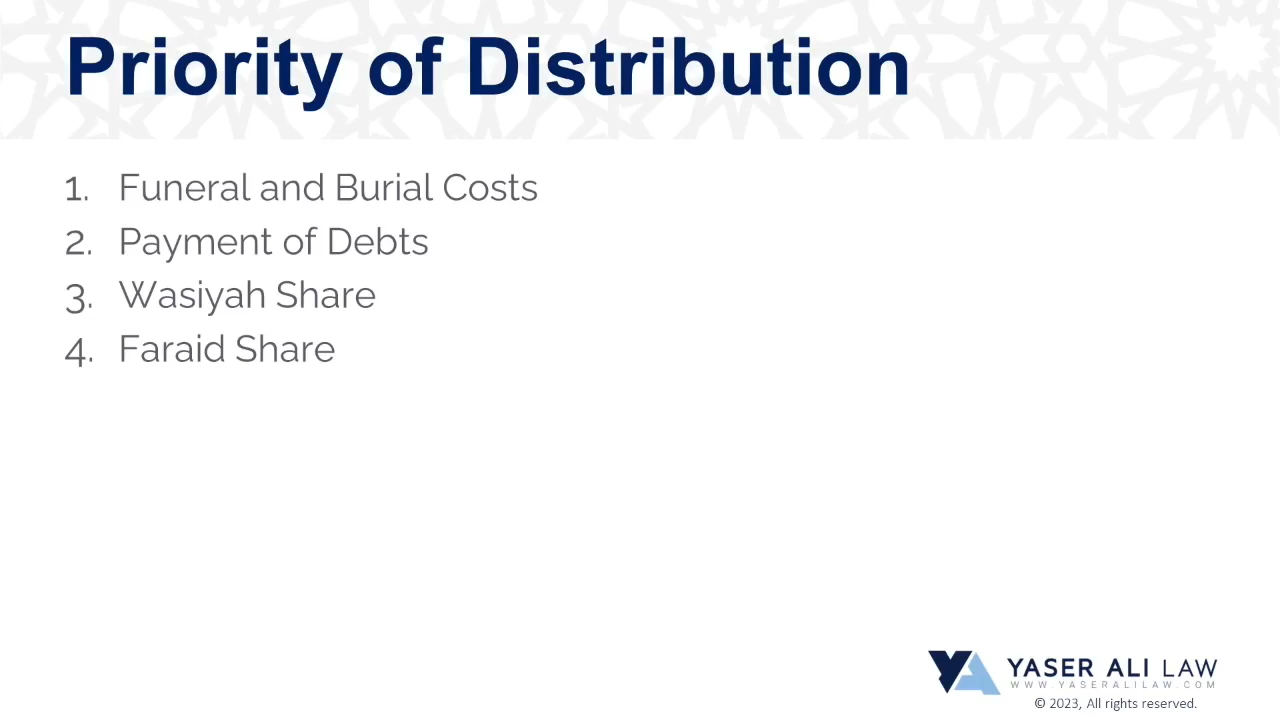 Priority of Distribution
1. Funeral and Burial Costs
2. Payment of Debts
3. Wasiyah Share
4. Faraid Share
YASER ALI LAW
WWW.YASERALILAW.COM
© 2023, All rights reserved.